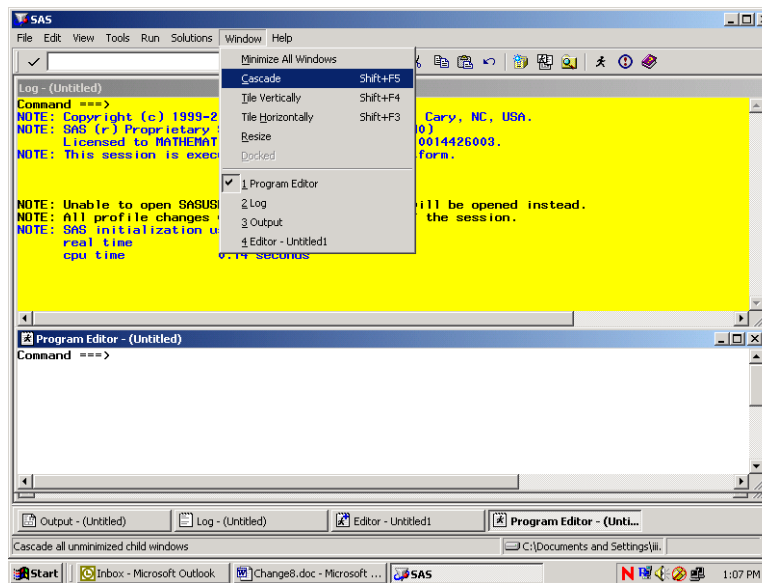 SAS
File Edit View Tools Run Solutions Window Help
Minimize All Windows
Cascade Shift+F5
Tile Vertically Shift+F4
Tile Horizontally Shift+F3
Resize
Docked
1 Program Editor
2 Log
3 Output
4 Editor - Untitled1
Log - (Untitled)
Command ===>
NOTE: Copyright (c) 1999-2 Cary, NC, USA.
NOTE: SAS (r) Proprietary 0)
Licensed to MATHEMAT 0014426003.
NOTE: This session is exec form.
NOTE: Unable to open SASUS ill be opened instead.
NOTE: All profile changes the session.
NOTE: SAS initialization u
real time
cpu time 0.14 seconds
Program Editor - (Untitled)
Command ===>
Output - (Untitled) Log - (Untitled) Editor - Untitled1 Program Editor - (Unti...
Cascade all unminimized child windows C:\Documents and Settings\jii.
Start Inbox - Microsoft Outlook Change8.doc - Microsoft ... SAS 1:07 PM